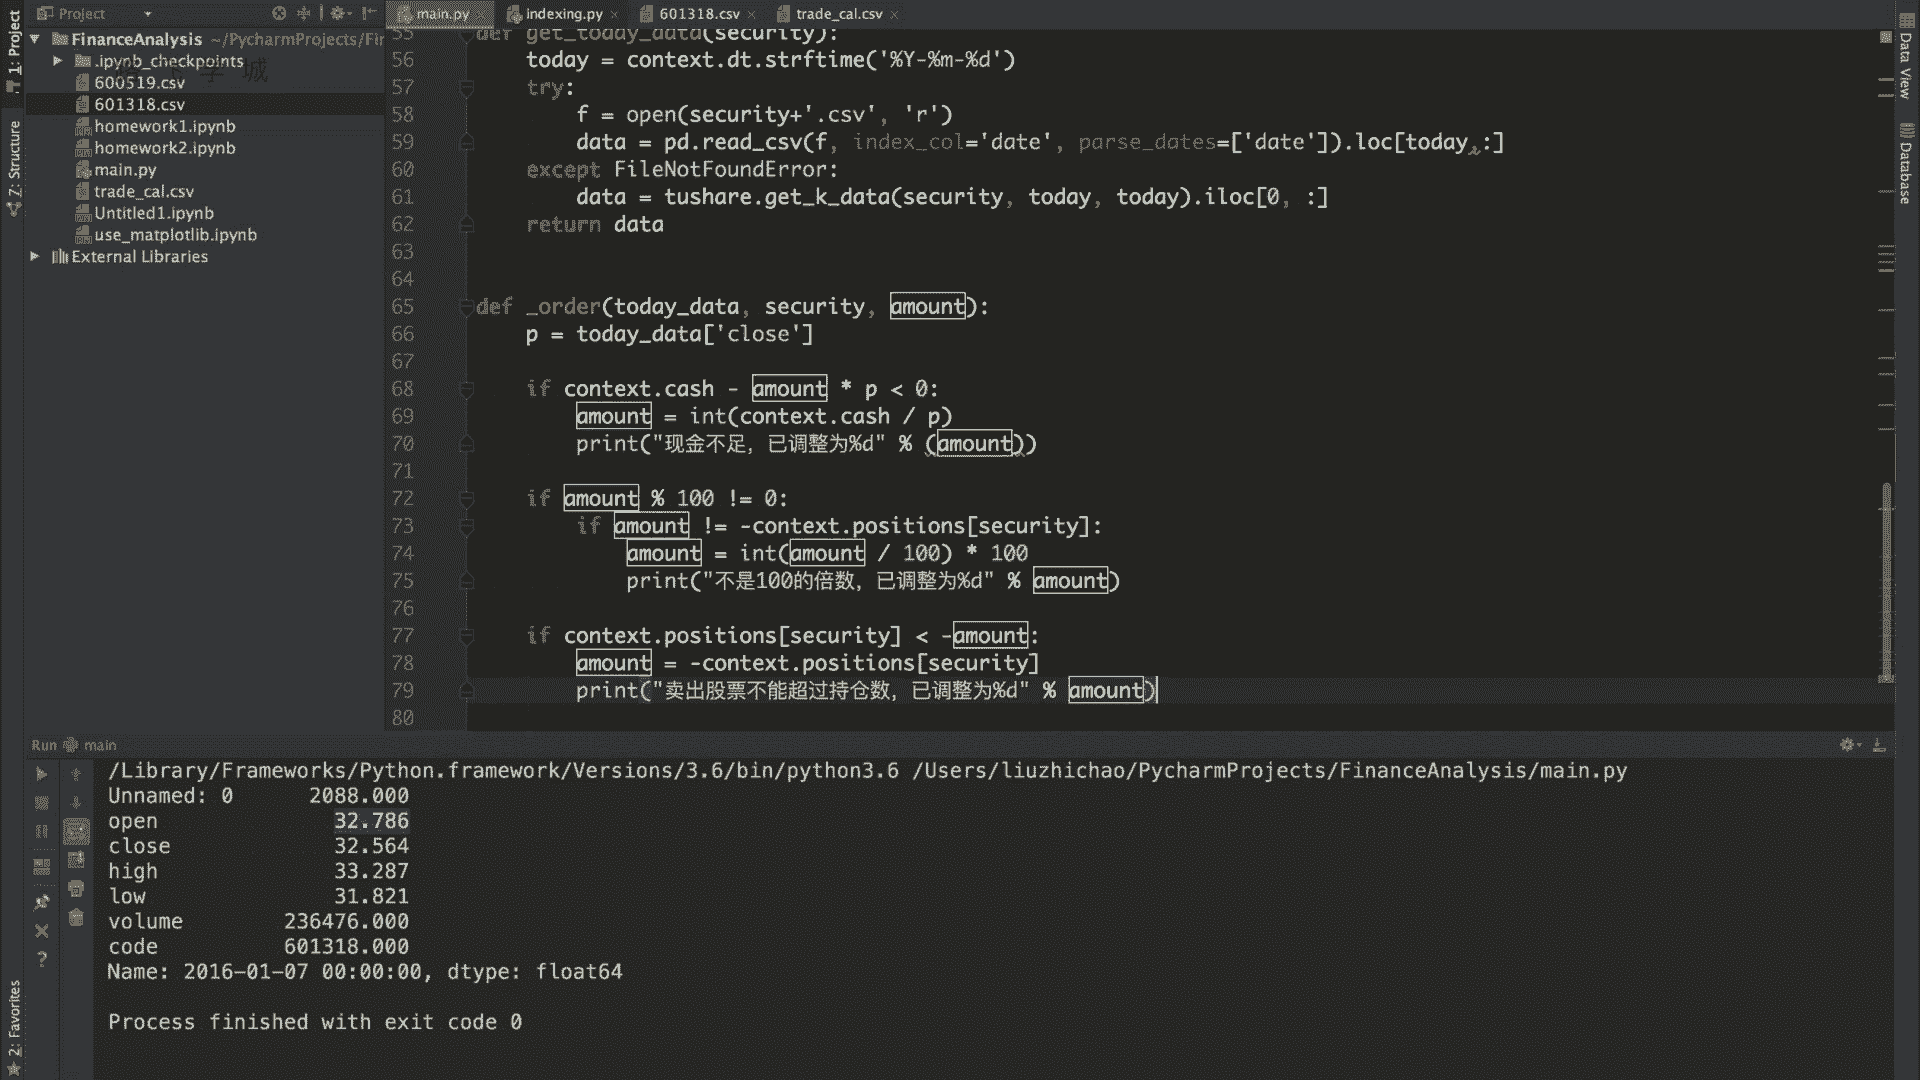 Project
main.py
indexing.py
601318.csv
trade_cal.csv
1: Project
FinanceAnalysis ~/PycharmProjects/Fir
.ipynb_checkpoints
学城
600519.csv
601318.csv
homework1.ipynb
homework2.ipynb
main.py
trade_cal.csv
Untitled1.ipynb
use_matplotlib.ipynb
External Libraries
Z: Structure
2: Favorites
Data View
Database
55 def get_today_data(security):
56 today = context.dt.strftime('%Y-%m-%d')
57 try:
58 f = open(security+'.csv', 'r')
59 data = pd.read_csv(f, index_col='date', parse_dates=['date']).loc[today,:]
60 except FileNotFoundError:
61 data = tushare.get_k_data(security, today, today).iloc[0, :]
62 return data
63
64
65 def _order(today_data, security, amount):
66 p = today_data['close']
67
68 if context.cash - amount * p < 0:
69 amount = int(context.cash / p)
70 print("现金不足，已调整为%d" % (amount))
71
72 if amount % 100 != 0:
73 if amount != -context.positions[security]:
74 amount = int(amount / 100) * 100
75 print("不是100的倍数，已调整为%d" % amount)
76
77 if context.positions[security] < -amount:
78 amount = -context.positions[security]
79 print("卖出股票不能超过持仓数，已调整为%d" % amount)
80
Run main
/Library/Frameworks/Python.framework/Versions/3.6/bin/python3.6 /Users/liuzhichao/PycharmProjects/FinanceAnalysis/main.py
Unnamed: 0 2088.000
open 32.786
close 32.564
high 33.287
low 31.821
volume 236476.000
code 601318.000
Name: 2016-01-07 00:00:00, dtype: float64
Process finished with exit code 0